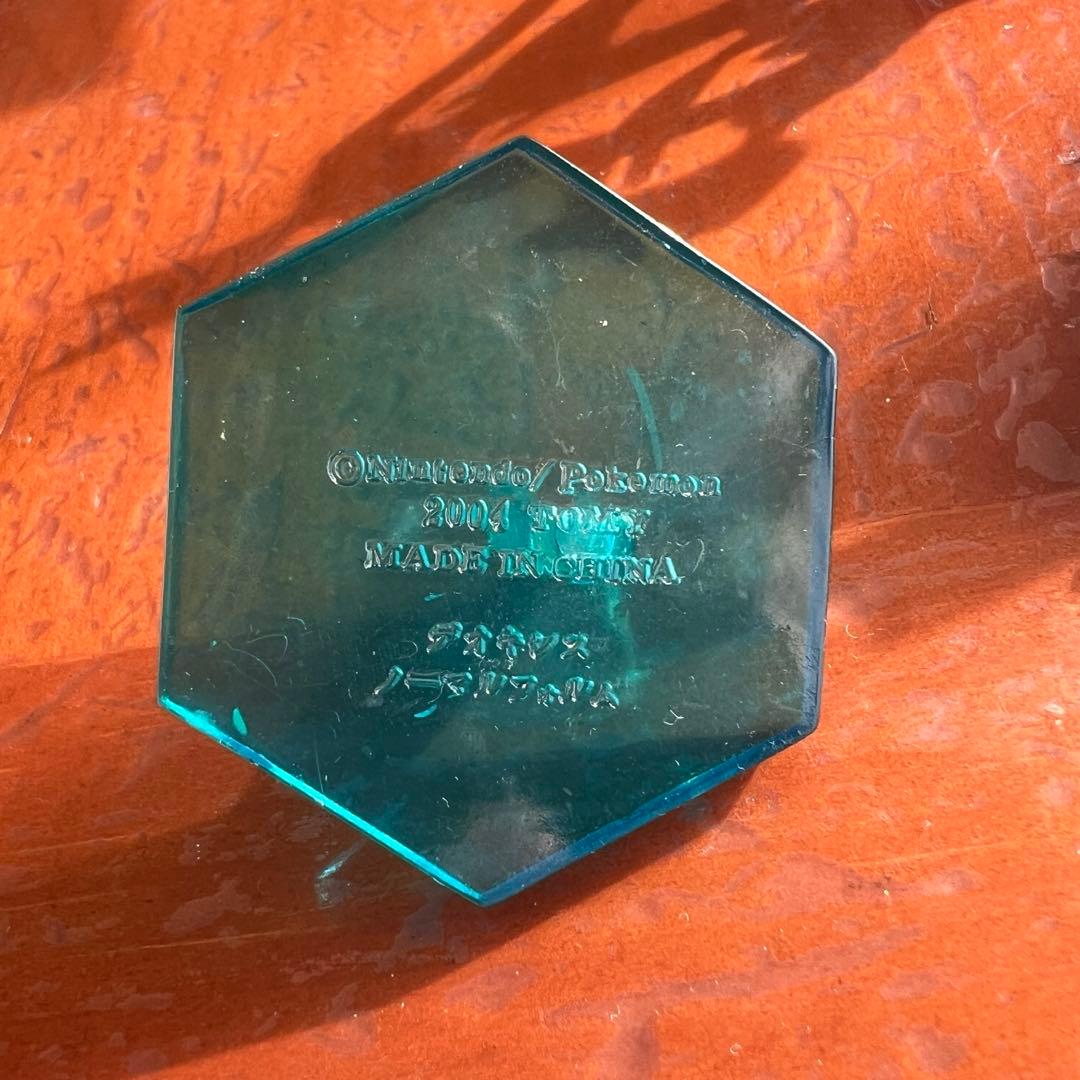 ©Nintendo/Pokémon
2004 TOMY
MADE IN CHINA
デオキシス
ノーマルフォルム